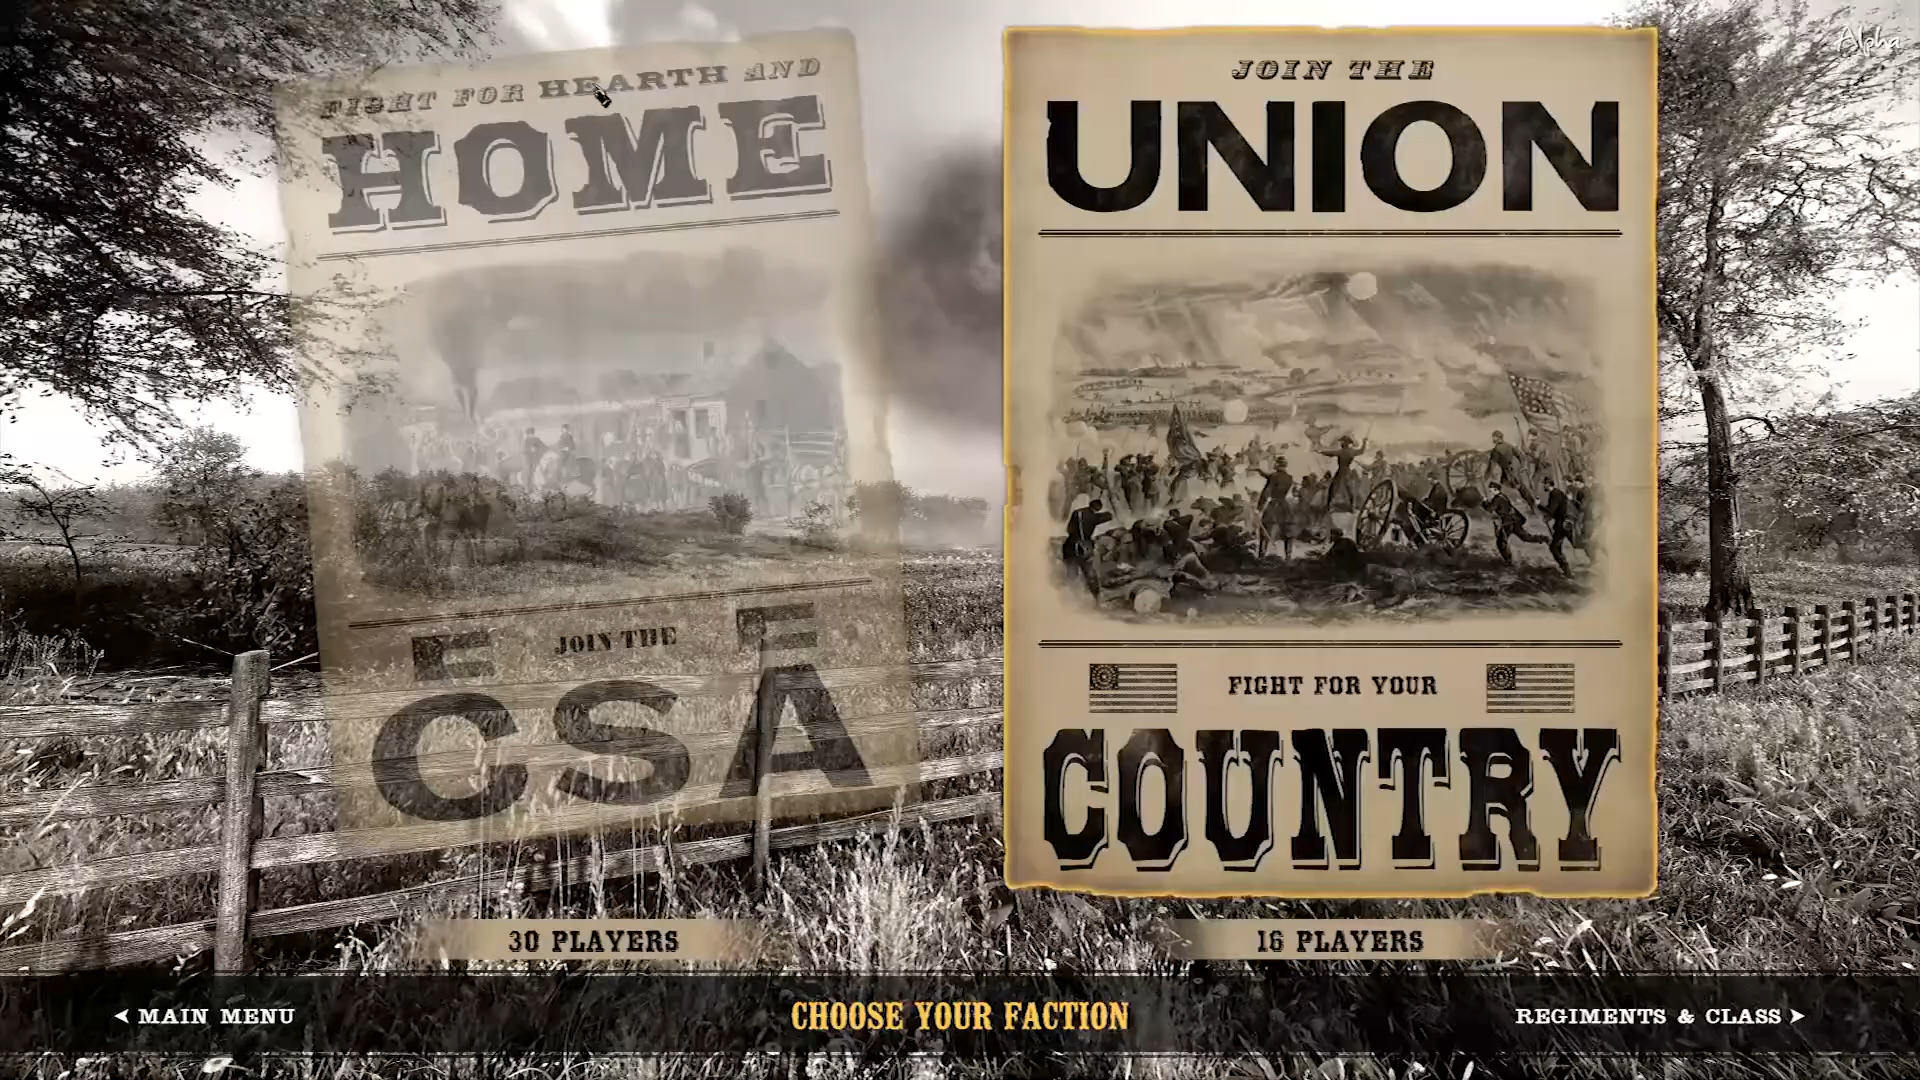 Alpha
FIGHT FOR HEARTH AND
HOME
JOIN THE
CSA
30 PLAYERS
JOIN THE
UNION
FIGHT FOR YOUR
COUNTRY
16 PLAYERS
MAIN MENU
CHOOSE YOUR FACTION
REGIMENTS & CLASS